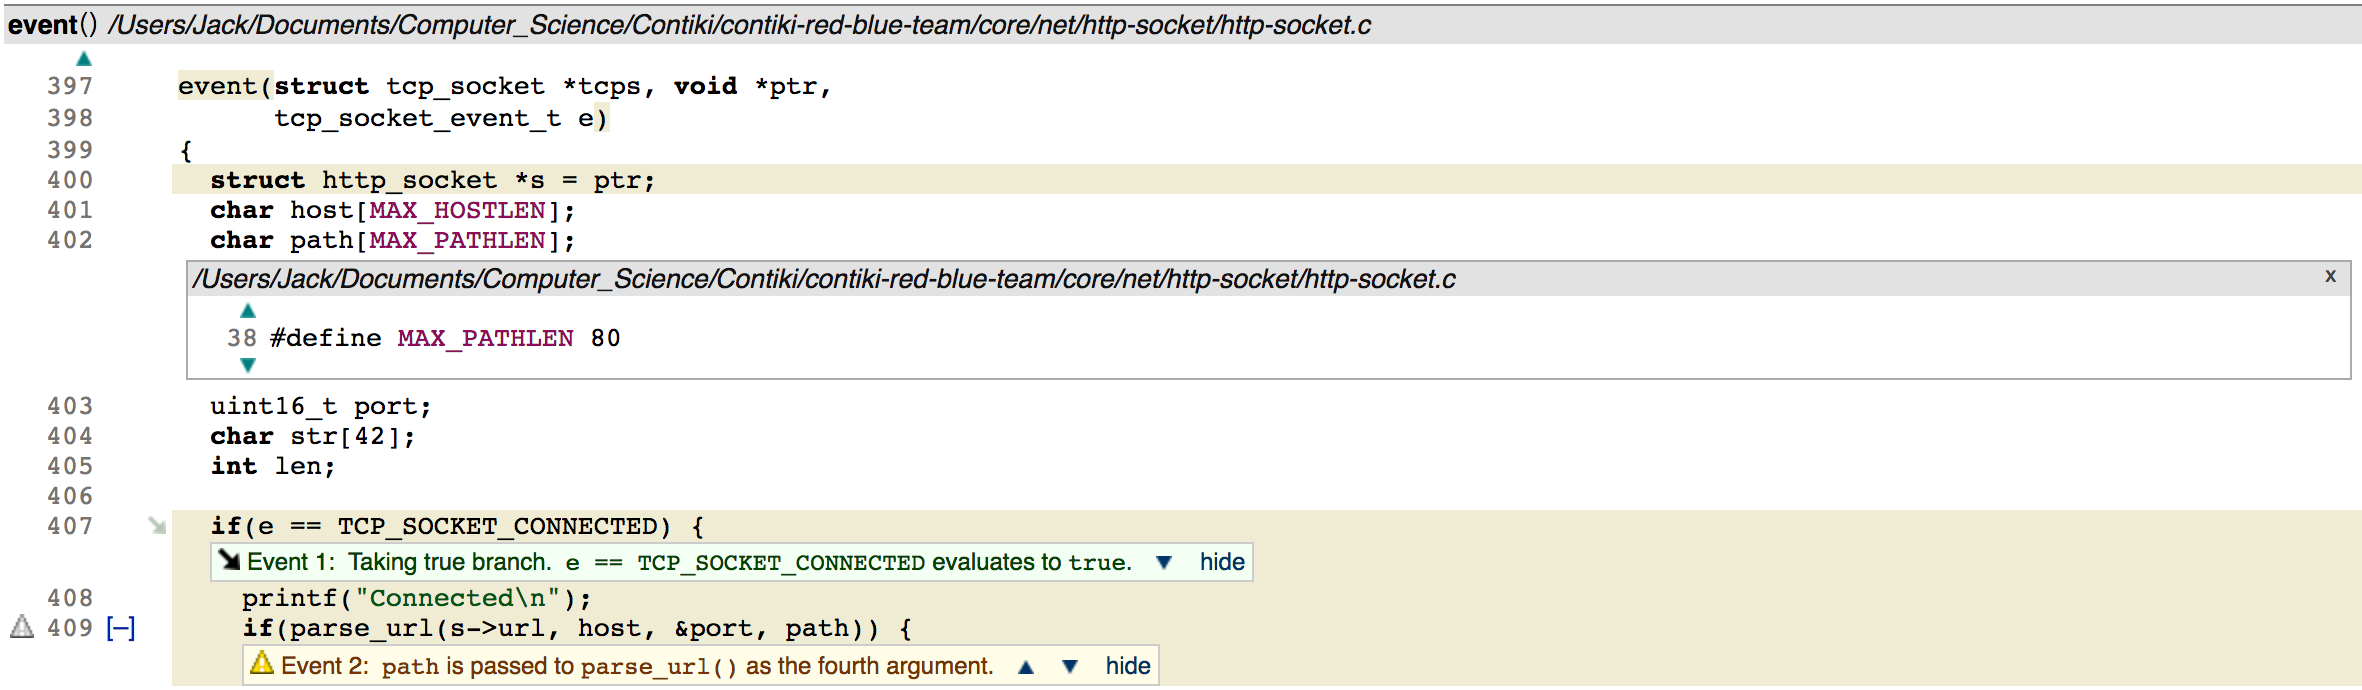 event() /Users/Jack/Documents/Computer_Science/Contiki/contiki-red-blue-team/core/net/http-socket/http-socket.c
397 event(struct tcp_socket *tcps, void *ptr,
398 tcp_socket_event_t e)
399 {
400 struct http_socket *s = ptr;
401 char host[MAX_HOSTLEN];
402 char path[MAX_PATHLEN];
/Users/Jack/Documents/Computer_Science/Contiki/contiki-red-blue-team/core/net/http-socket/http-socket.c x
38 #define MAX_PATHLEN 80
403 uint16_t port;
404 char str[42];
405 int len;
406
407 if(e == TCP_SOCKET_CONNECTED) {
Event 1: Taking true branch. e == TCP_SOCKET_CONNECTED evaluates to true. hide
408 printf("Connected\n");
409 [−] if(parse_url(s->url, host, &port, path)) {
Event 2: path is passed to parse_url() as the fourth argument. hide